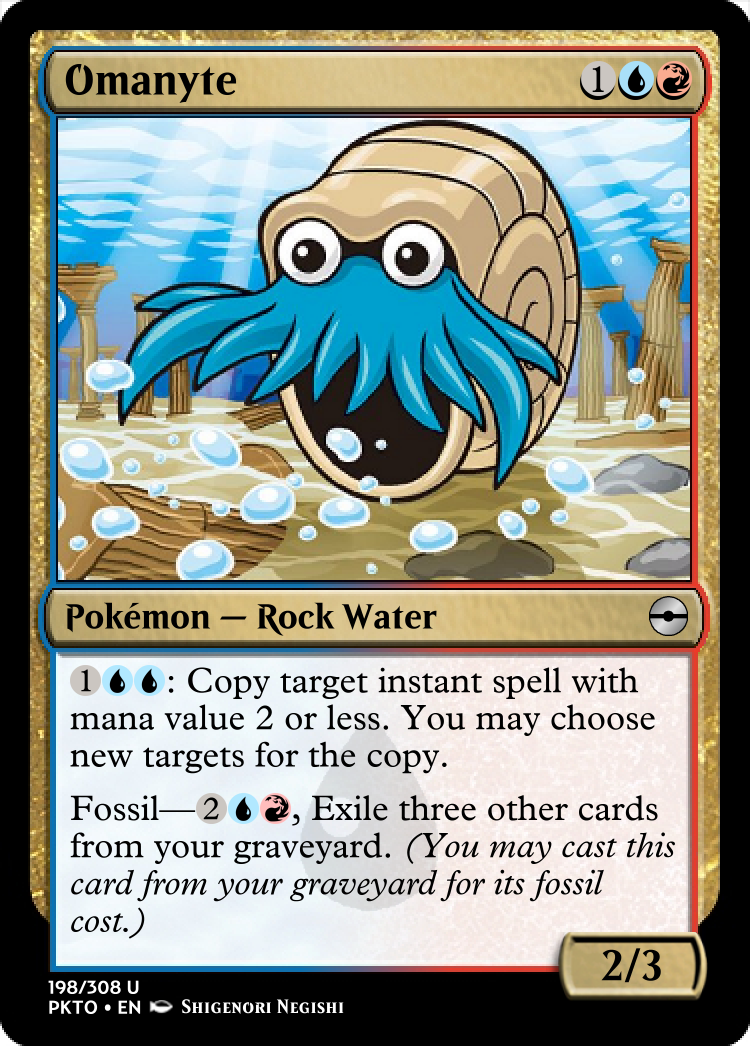 Omanyte 1
Pokémon — Rock Water
1: Copy target instant spell with
mana value 2 or less. You may choose
new targets for the copy.
Fossil—2, Exile three other cards
from your graveyard. (You may cast this
card from your graveyard for its fossil
cost.)
2/3
198/308 U
PKTO • EN Shigenori Negishi